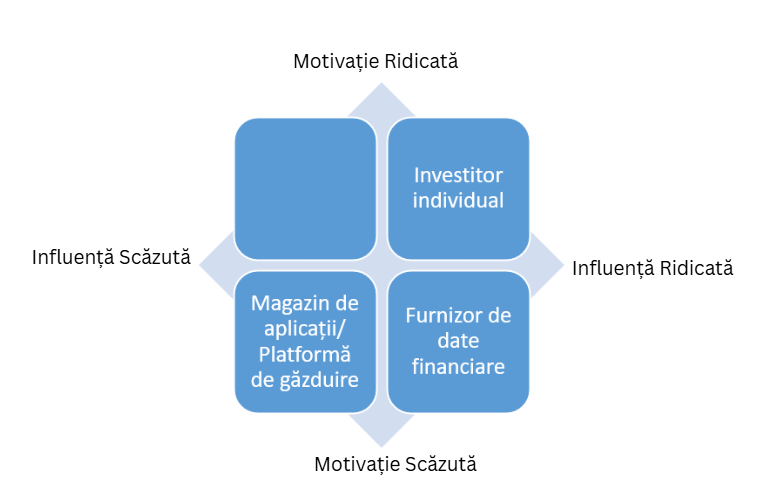 Motivație Ridicată
Investitor
individual
Influență Scăzută
Influență Ridicată
Magazin de
aplicații/
Platformă
de găzduire
Furnizor de
date
financiare
Motivație Scăzută